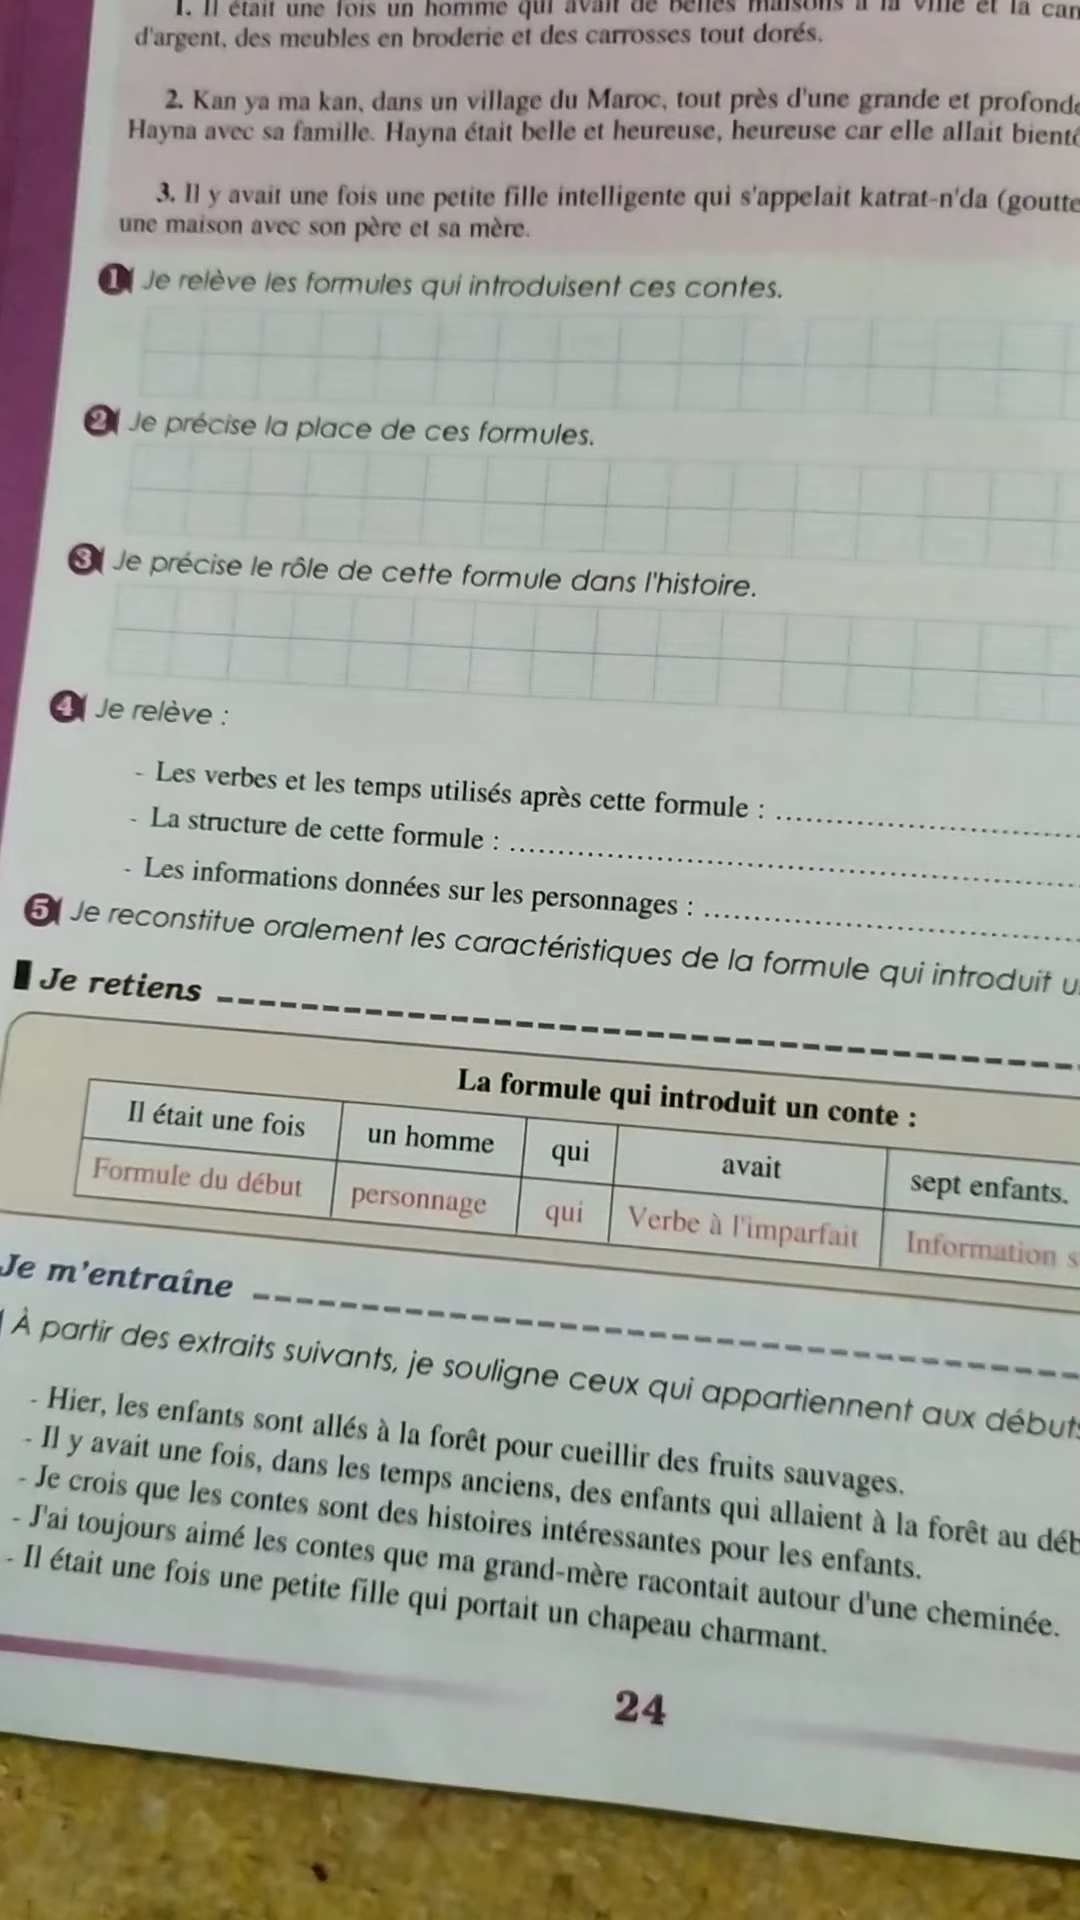 1. Il était une fois un homme qui avait de belles maisons à la ville et la
d'argent, des meubles en broderie et des carrosses tout dorés.
2. Kan ya ma kan, dans un village du Maroc, tout près d'une grande et
Hayna avec sa famille. Hayna était belle et heureuse, heureuse car elle allait
3. Il y avait une fois une petite fille intelligente qui s'appelait katrat-n'da (goutte
une maison avec son père et sa mère.
1 Je relève les formules qui introduisent ces contes.
2 Je précise la place de ces formules.
3 Je précise le rôle de cette formule dans l'histoire.
4 Je relève :
- Les verbes et les temps utilisés après cette formule :
- La structure de cette formule :
- Les informations données sur les personnages :
5 Je reconstitue oralement les caractéristiques de la formule qui introduit
Je retiens
La formule qui introduit un conte :
Il était une fois un homme qui avait sept enfants.
Formule du début personnage qui Verbe à l'imparfait Information
Je m'entraîne
À partir des extraits suivants, je souligne ceux qui appartiennent aux
- Hier, les enfants sont allés à la forêt pour cueillir des fruits sauvages.
- Il y avait une fois, dans les temps anciens, des enfants qui allaient à la forêt au
- Je crois que les contes sont des histoires intéressantes pour les enfants.
- J'ai toujours aimé les contes que ma grand-mère racontait autour d'une cheminée.
- Il était une fois une petite fille qui portait un chapeau charmant.
24